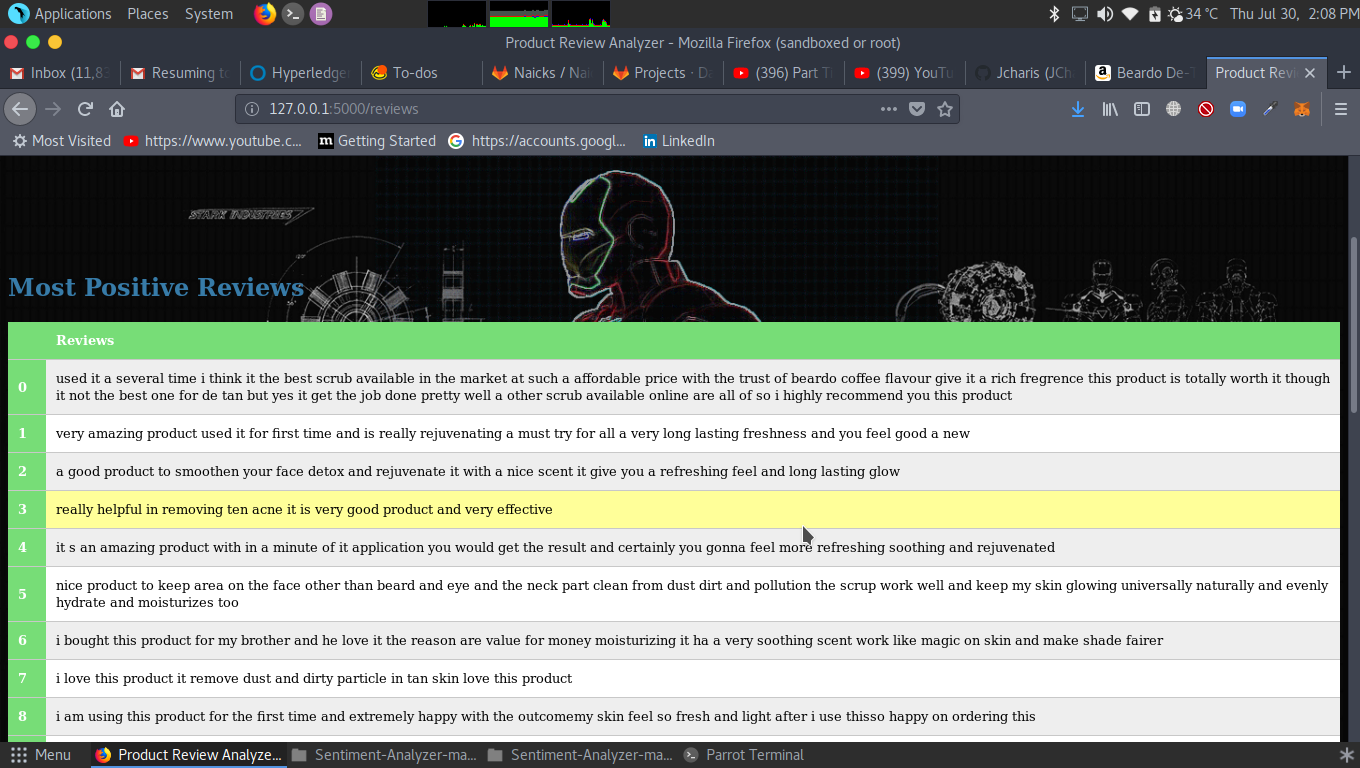 Applications Places System 34 °C Thu Jul 30, 2:08 PM
Product Review Analyzer - Mozilla Firefox (sandboxed or root)
Inbox (11,8 Resuming t Hyperledge To-dos Naicks / Nai Projects · D (396) Part T (399) YouTu Jcharis (JCh Beardo De-T Product Revi
127.0.0.1:5000/reviews
Most Visited https://www.youtube.c... m Getting Started https://accounts.googl... in LinkedIn
STARK INDUSTRIES
Most Positive Reviews
Reviews
0 used it a several time i think it the best scrub available in the market at such a affordable price with the trust of beardo coffee flavour give it a rich fregrence this product is totally worth it though
it not the best one for de tan but yes it get the job done pretty well a other scrub available online are all of so i highly recommend you this product
1 very amazing product used it for first time and is really rejuvenating a must try for all a very long lasting freshness and you feel good a new
2 a good product to smoothen your face detox and rejuvenate it with a nice scent it give you a refreshing feel and long lasting glow
3 really helpful in removing ten acne it is very good product and very effective
4 it s an amazing product with in a minute of it application you would get the result and certainly you gonna feel more refreshing soothing and rejuvenated
5 nice product to keep area on the face other than beard and eye and the neck part clean from dust dirt and pollution the scrup work well and keep my skin glowing universally naturally and evenly
hydrate and moisturizes too
6 i bought this product for my brother and he love it the reason are value for money moisturizing it ha a very soothing scent work like magic on skin and make shade fairer
7 i love this product it remove dust and dirty particle in tan skin love this product
8 i am using this product for the first time and extremely happy with the outcomemy skin feel so fresh and light after i use thisso happy on ordering this
Menu Product Review Analyze... Sentiment-Analyzer-ma... Sentiment-Analyzer-ma... Parrot Terminal